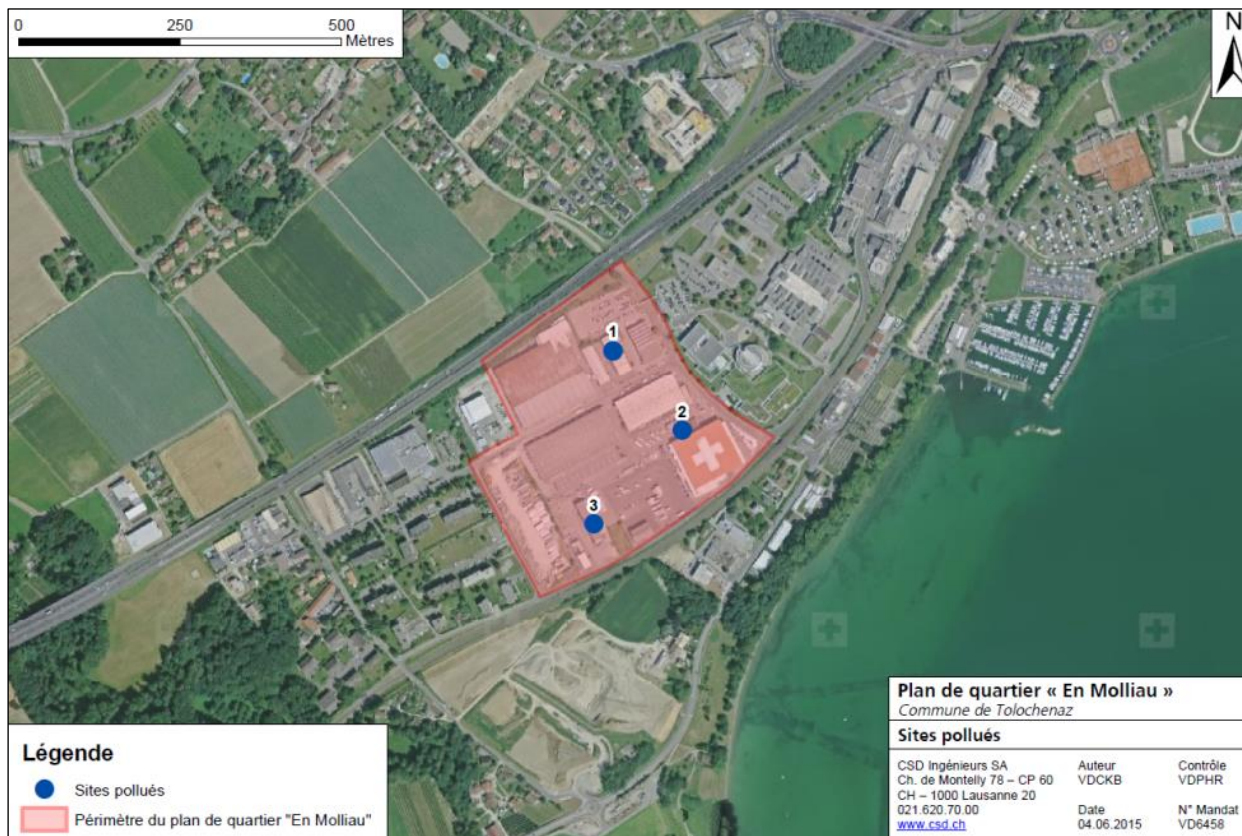 0 250 500
Mètres
N
1
2
3
Légende
Sites pollués
Périmètre du plan de quartier "En Molliau"
Plan de quartier « En Molliau »
Commune de Tolochenaz
Sites pollués
CSD Ingénieurs SA
Ch. de Montelly 78 – CP 60
CH – 1000 Lausanne 20
021.620.70.00
www.csd.ch
Auteur
VDCKB
Date
04.06.2015
Contrôle
VDPHR
N° Mandat
VD6458